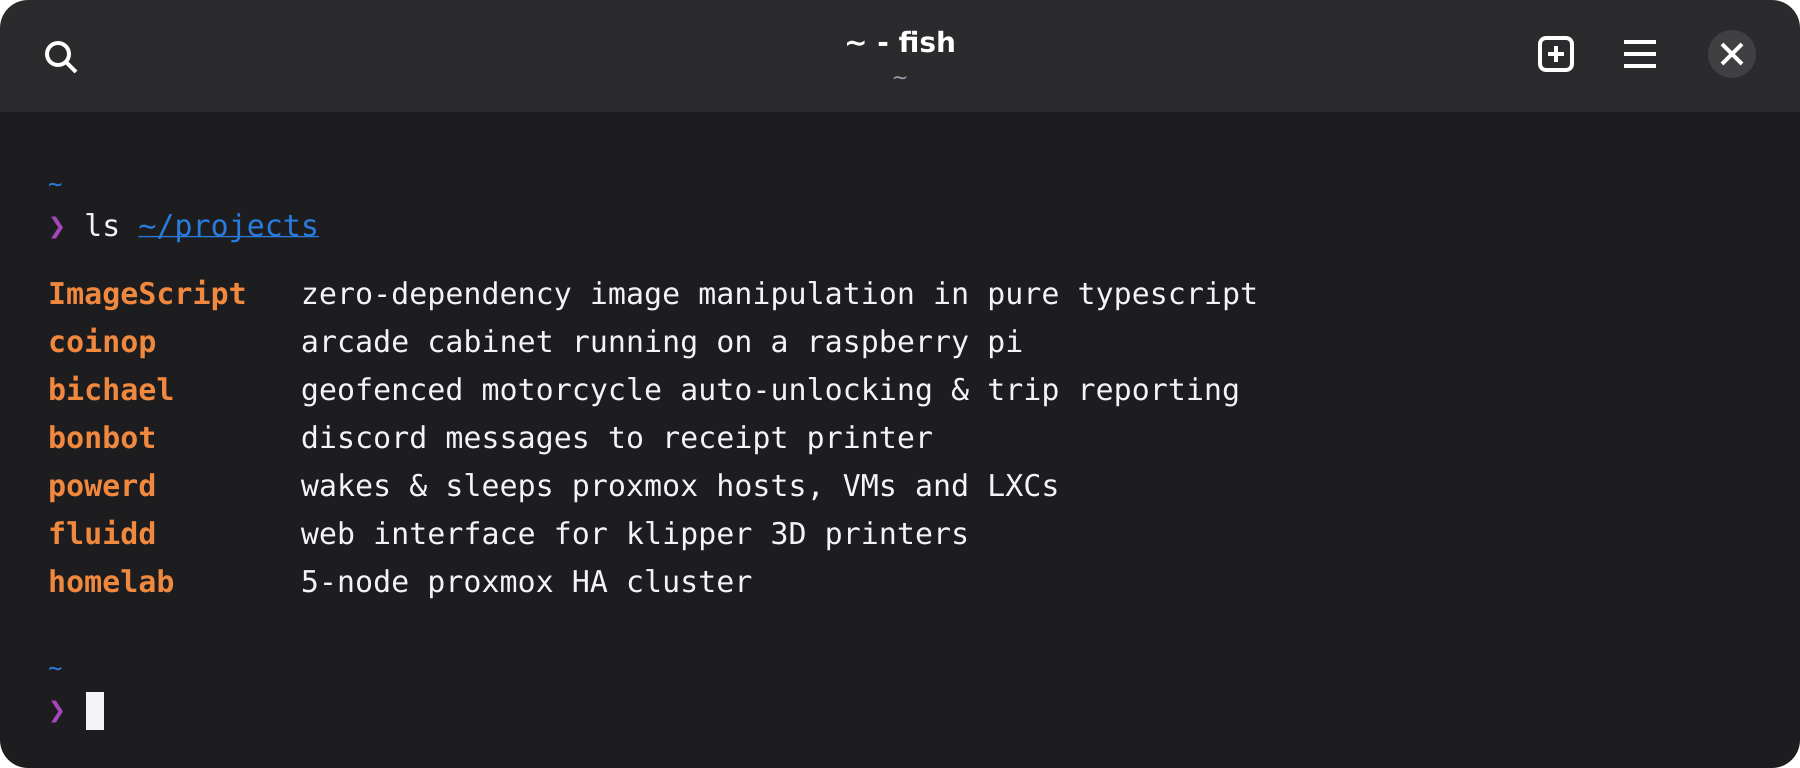 ~ - fish
~
~
❯ ls ~/projects
ImageScript zero-dependency image manipulation in pure typescript
coinop arcade cabinet running on a raspberry pi
bichael geofenced motorcycle auto-unlocking & trip reporting
bonbot discord messages to receipt printer
powerd wakes & sleeps proxmox hosts, VMs and LXCs
fluidd web interface for klipper 3D printers
homelab 5-node proxmox HA cluster
~
❯